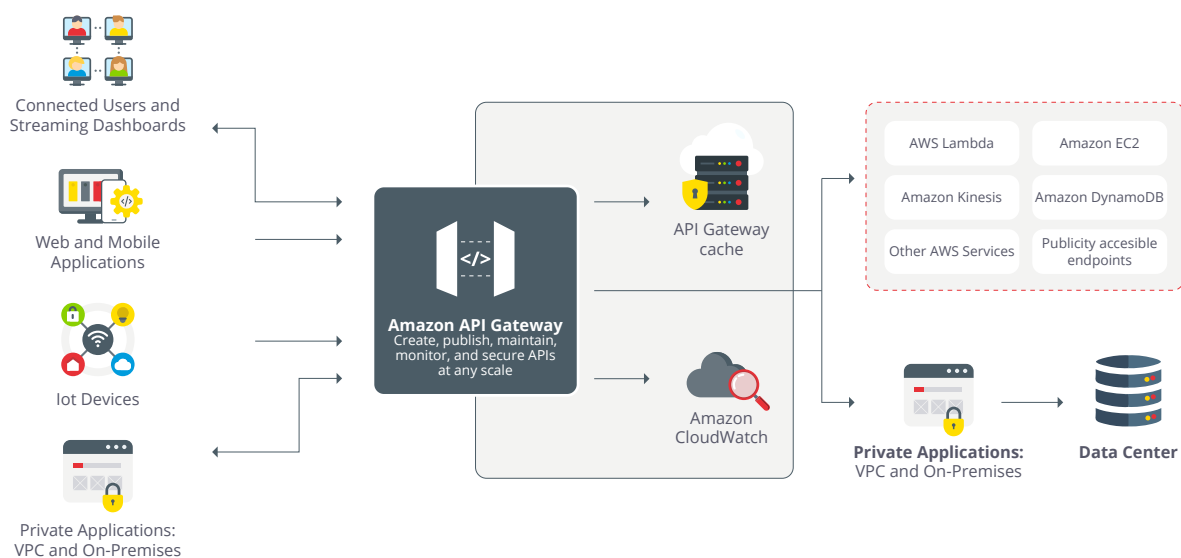 Connected Users and
Streaming Dashboards
Web and Mobile
Applications
Iot Devices
Private Applications:
VPC and On-Premises
</>
</>
Amazon API Gateway
Create, publish, maintain,
monitor, and secure APIs
at any scale
API Gateway
cache
Amazon
CloudWatch
AWS Lambda
Amazon EC2
Amazon Kinesis
Amazon DynamoDB
Other AWS Services
Publicity accesible
endpoints
Private Applications:
VPC and On-Premises
Data Center